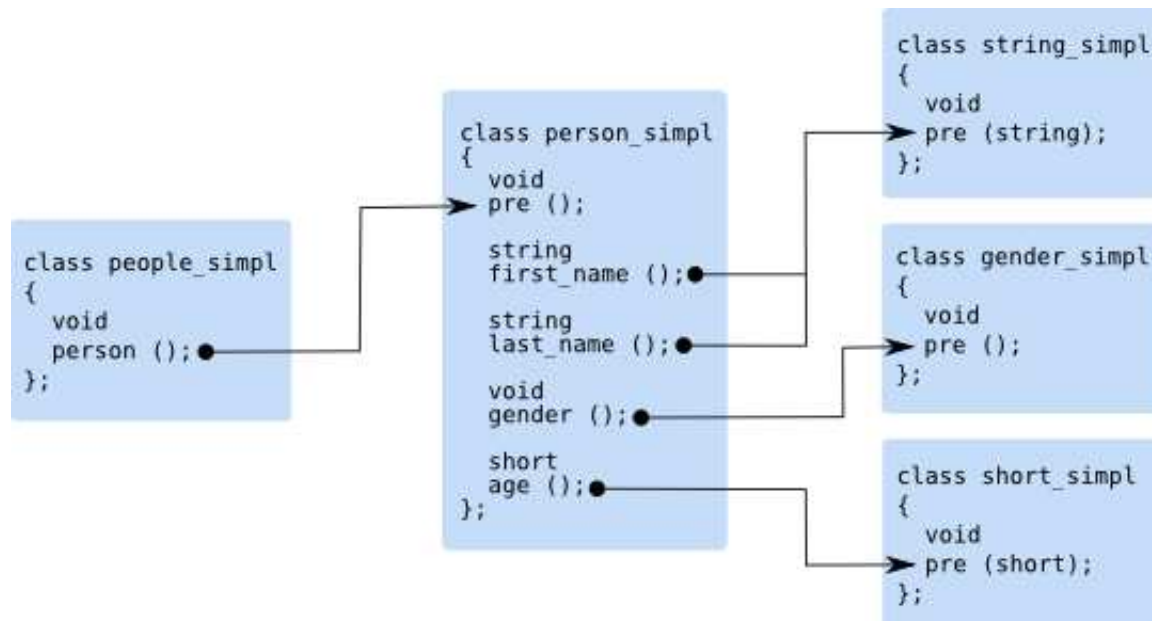 class people_simpl
{
  void
  person ();
};
class person_simpl
{
  void
  pre ();
  string
  first_name ();
  string
  last_name ();
  void
  gender ();
  short
  age ();
};
class string_simpl
{
  void
  pre (string);
};
class gender_simpl
{
  void
  pre ();
};
class short_simpl
{
  void
  pre (short);
};